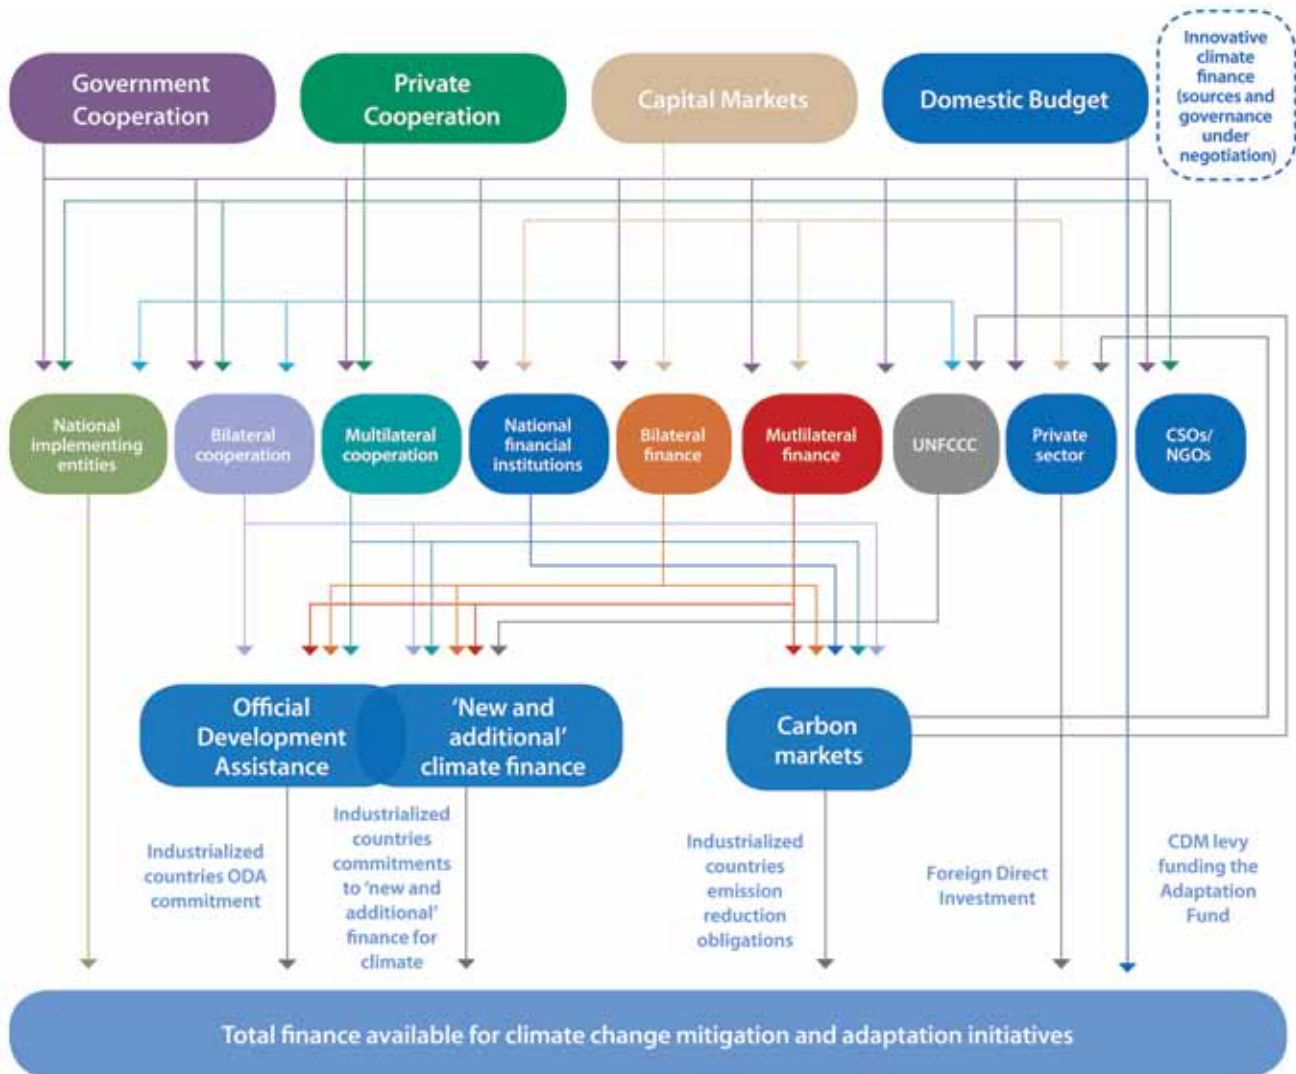 Government
Cooperation
Private
Cooperation
Capital Markets
Domestic Budget
Innovative
climate
finance
(sources and
governance
under
negotiation)
National
implementing
entities
Bilateral
cooperation
Multilateral
cooperation
National
financial
institutions
Bilateral
finance
Mutlilateral
finance
UNFCCC
Private
sector
CSOs/
NGOs
Official
Development
Assistance
‘New and
additional’
climate finance
Carbon
markets
Industrialized
countries ODA
commitment
Industrialized
countries
commitments
to ‘new and
additional’
finance for
climate
Industrialized
countries
emission
reduction
obligations
Foreign Direct
Investment
CDM levy
funding the
Adaptation
Fund
Total finance available for climate change mitigation and adaptation initiatives